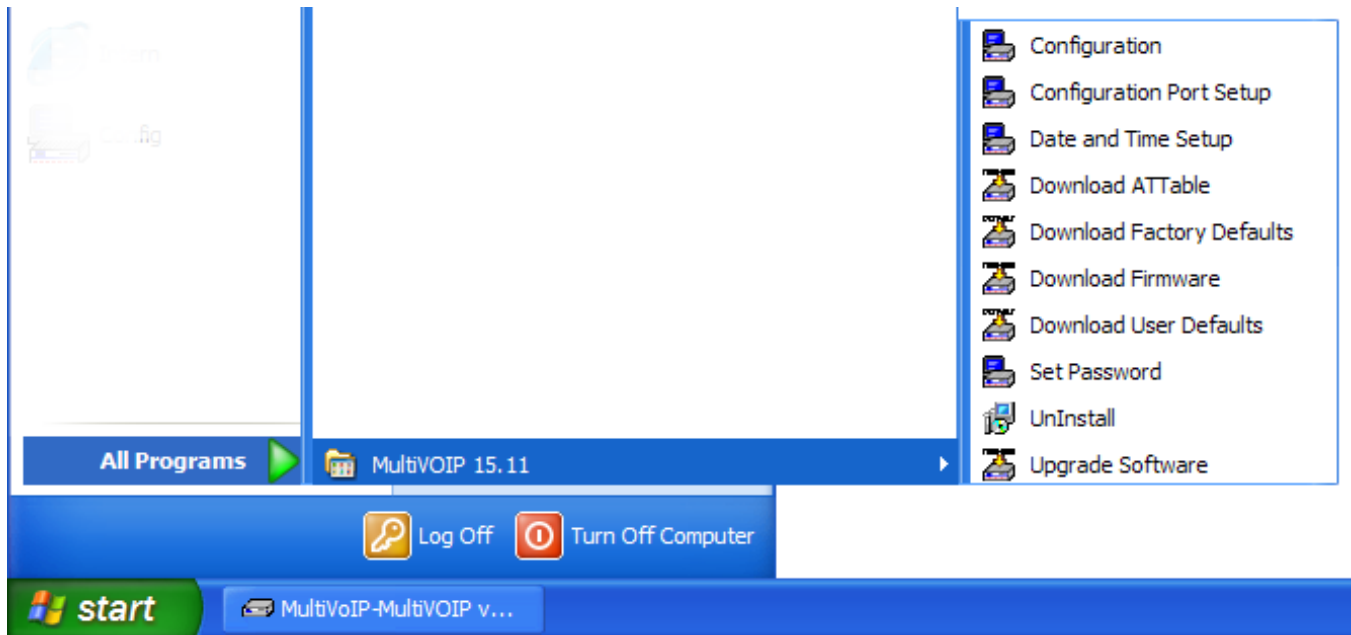 Configuration
Configuration Port Setup
Date and Time Setup
Download ATTable
Download Factory Defaults
Download Firmware
Download User Defaults
Set Password
UnInstall
Upgrade Software
All Programs
MultiVOIP 15.11
Log Off
Turn Off Computer
start
MultiVoIP-MultiVOIP v...